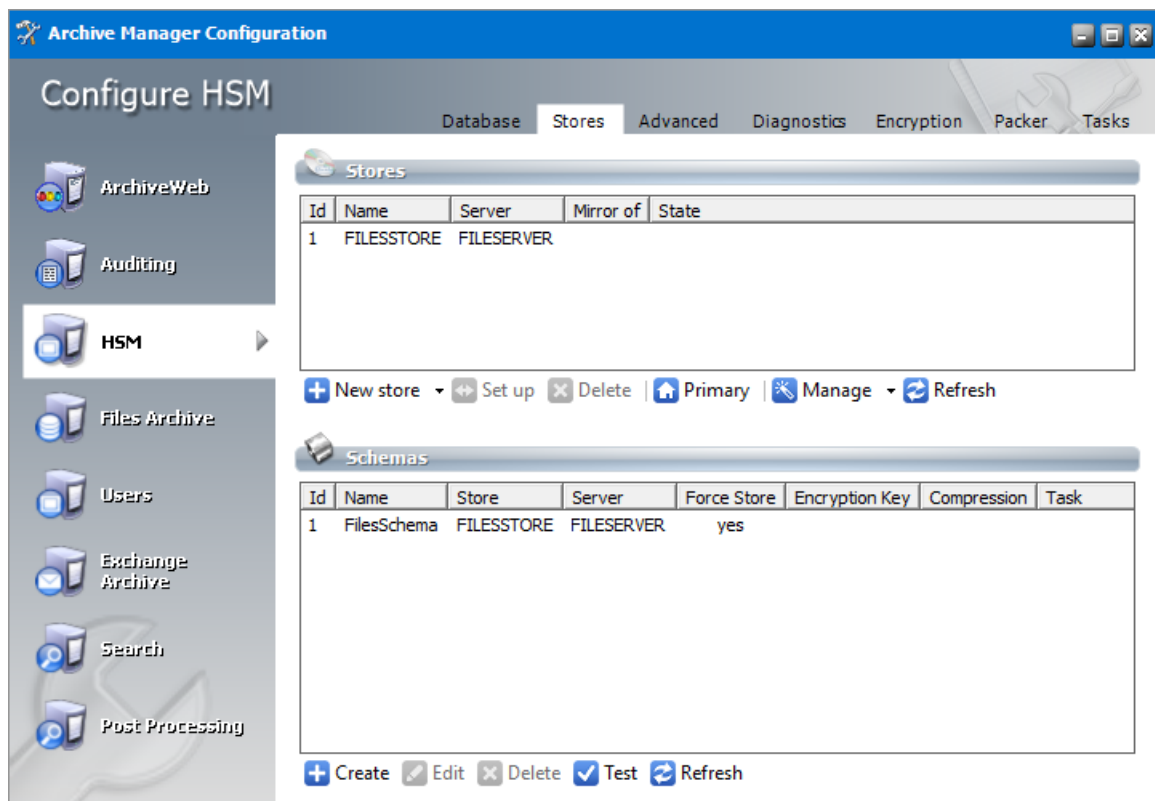 Archive Manager Configuration
Configure HSM
Database Stores Advanced Diagnostics Encryption Packer Tasks
ArchiveWeb
Auditing
HSM
Files Archive
Users
Exchange
Archive
Search
Post Processing
Stores
Id Name Server Mirror of State
1 FILESSTORE FILESERVER
New store Set up Delete Primary Manage Refresh
Schemas
Id Name Store Server Force Store Encryption Key Compression Task
1 FilesSchema FILESSTORE FILESERVER yes
Create Edit Delete Test Refresh